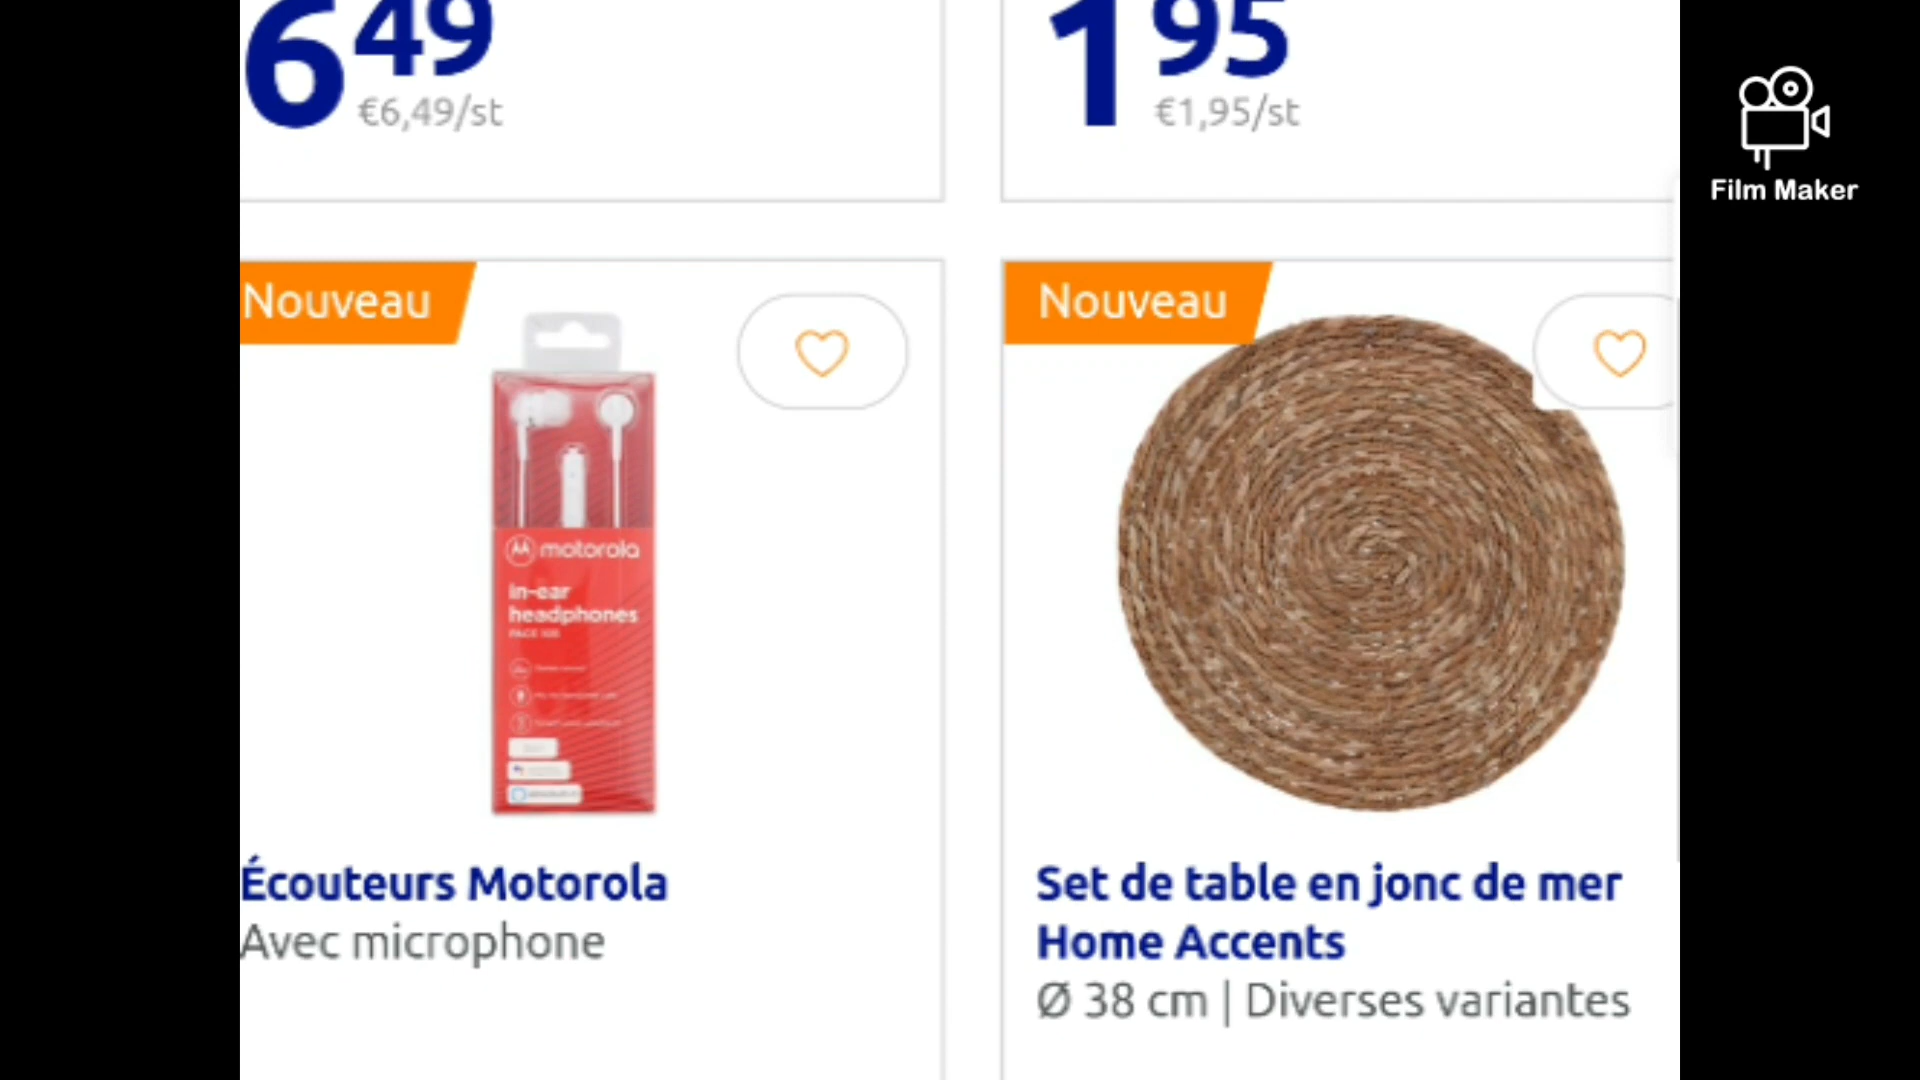 6 49
€6,49/st
1 95
€1,95/st
Film Maker
Nouveau
Nouveau
motorola
in-ear
headphones
Écouteurs Motorola
Avec microphone
Set de table en jonc de mer
Home Accents
Ø 38 cm | Diverses variantes